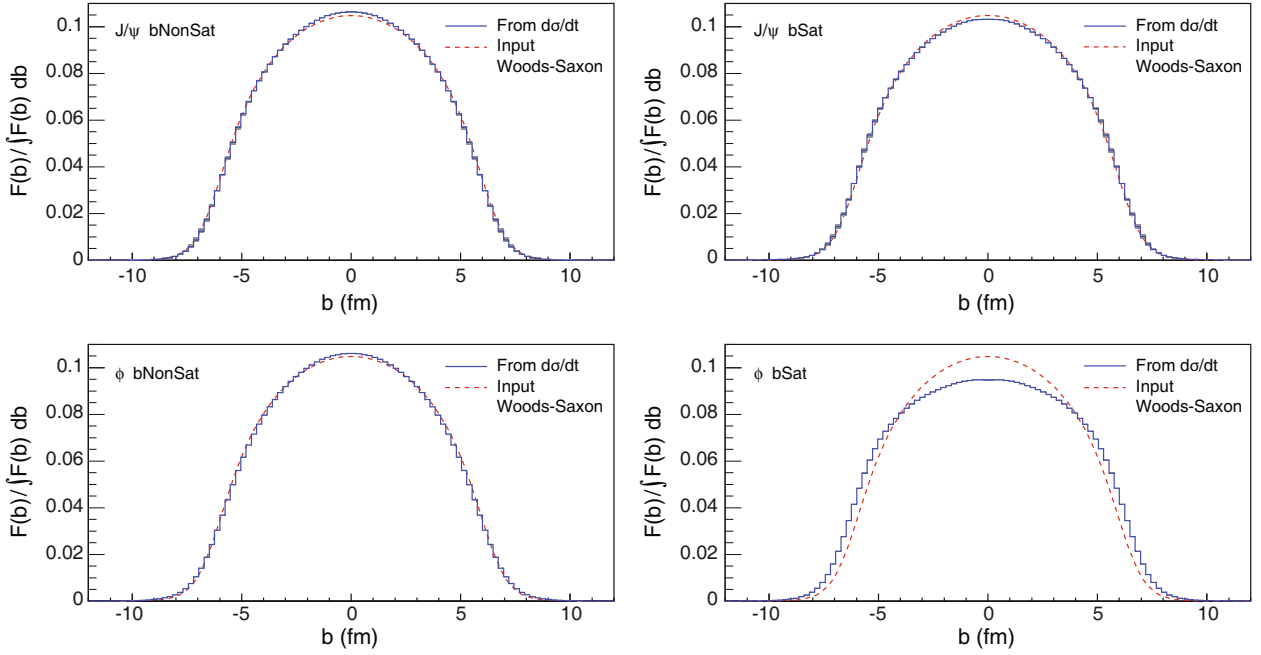 J/ψ bNonSat
From dσ/dt
Input
Woods-Saxon
F(b)/∫F(b) db
0.1
0.08
0.06
0.04
0.02
0
-10 -5 0 5 10
b (fm)
J/ψ bSat
From dσ/dt
Input
Woods-Saxon
F(b)/∫F(b) db
0.1
0.08
0.06
0.04
0.02
0
-10 -5 0 5 10
b (fm)
ϕ bNonSat
From dσ/dt
Input
Woods-Saxon
F(b)/∫F(b) db
0.1
0.08
0.06
0.04
0.02
0
-10 -5 0 5 10
b (fm)
ϕ bSat
From dσ/dt
Input
Woods-Saxon
F(b)/∫F(b) db
0.1
0.08
0.06
0.04
0.02
0
-10 -5 0 5 10
b (fm)